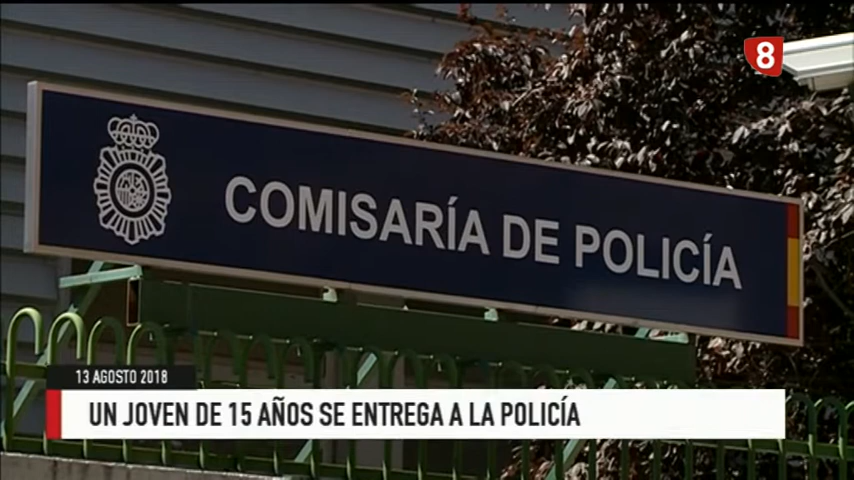 8
COMISARÍA DE POLICÍA
13 AGOSTO 2018
UN JOVEN DE 15 AÑOS SE ENTREGA A LA POLICÍA